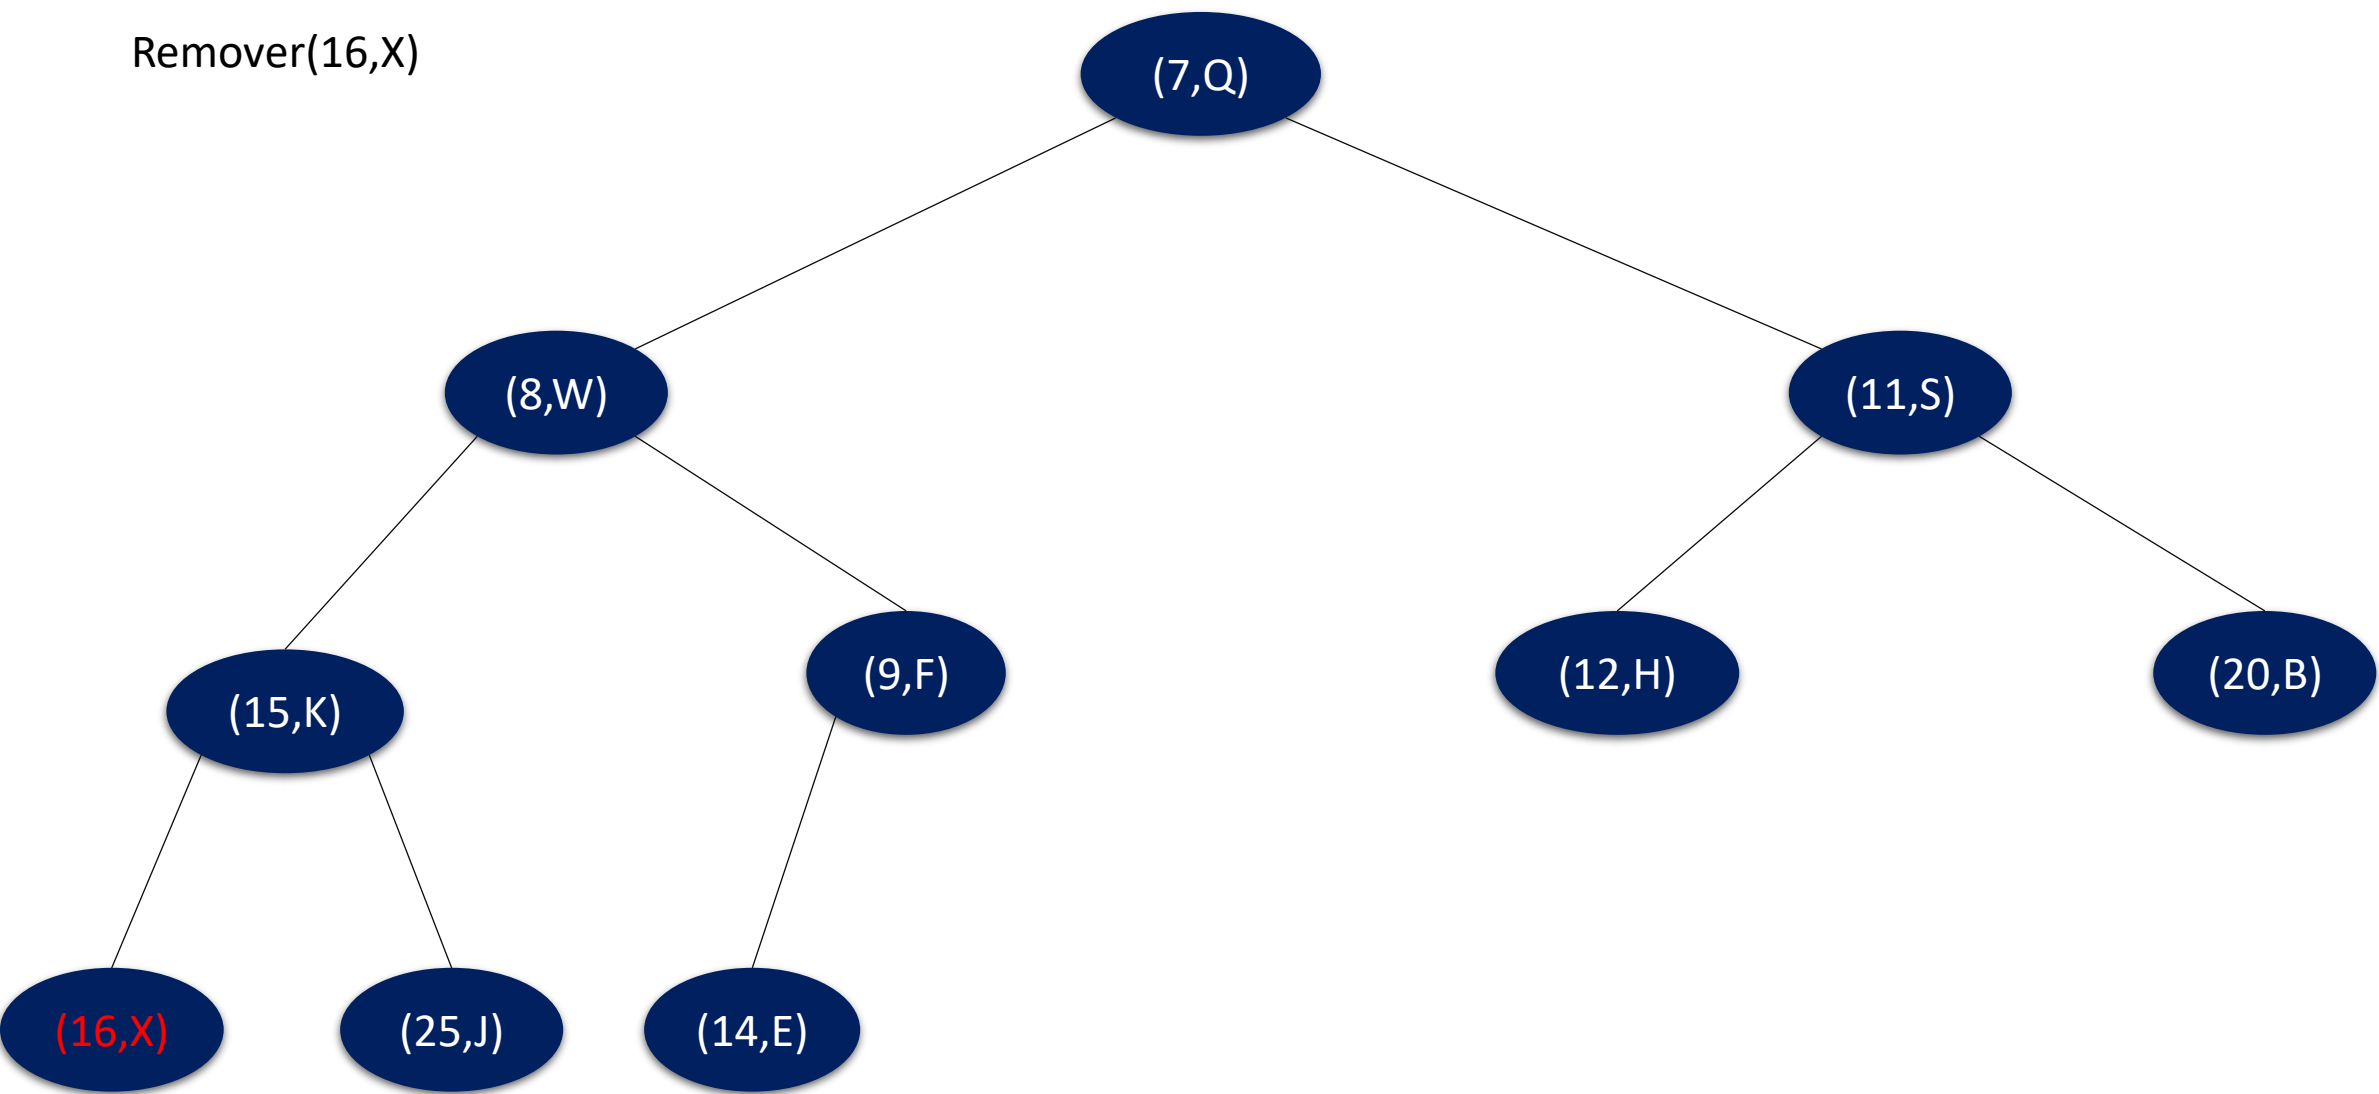 Remover(16,X)
(7,Q)
(8,W)
(11,S)
(15,K)
(9,F)
(12,H)
(20,B)
(16,X)
(25,J)
(14,E)